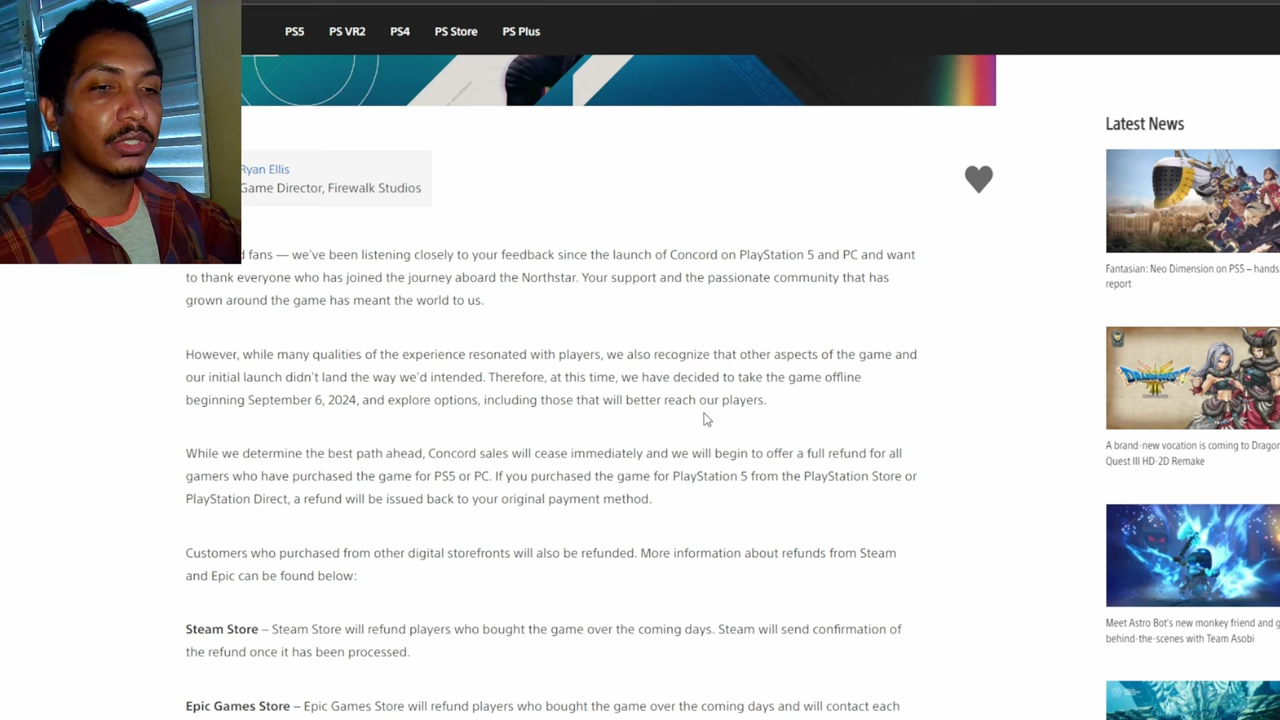 PS5 PS VR2 PS4 PS Store PS Plus
Ryan Ellis
Game Director, Firewalk Studios
fans — we've been listening closely to your feedback since the launch of Concord on PlayStation 5 and PC and want
to thank everyone who has joined the journey aboard the Northstar. Your support and the passionate community that has
grown around the game has meant the world to us.
However, while many qualities of the experience resonated with players, we also recognize that other aspects of the game and
our initial launch didn't land the way we'd intended. Therefore, at this time, we have decided to take the game offline
beginning September 6, 2024, and explore options, including those that will better reach our players.
While we determine the best path ahead, Concord sales will cease immediately and we will begin to offer a full refund for all
gamers who have purchased the game for PS5 or PC. If you purchased the game for PlayStation 5 from the PlayStation Store or
PlayStation Direct, a refund will be issued back to your original payment method.
Customers who purchased from other digital storefronts will also be refunded. More information about refunds from Steam
and Epic can be found below:
Steam Store – Steam Store will refund players who bought the game over the coming days. Steam will send confirmation of
the refund once it has been processed.
Epic Games Store – Epic Games Store will refund players who bought the game over the coming days and will contact each
Latest News
Fantasian: Neo Dimension on PS5 – hands
report
A brand-new vocation is coming to Dragon
Quest III HD-2D Remake
Meet Astro Bot's new monkey friend and g
behind-the-scenes with Team Asobi